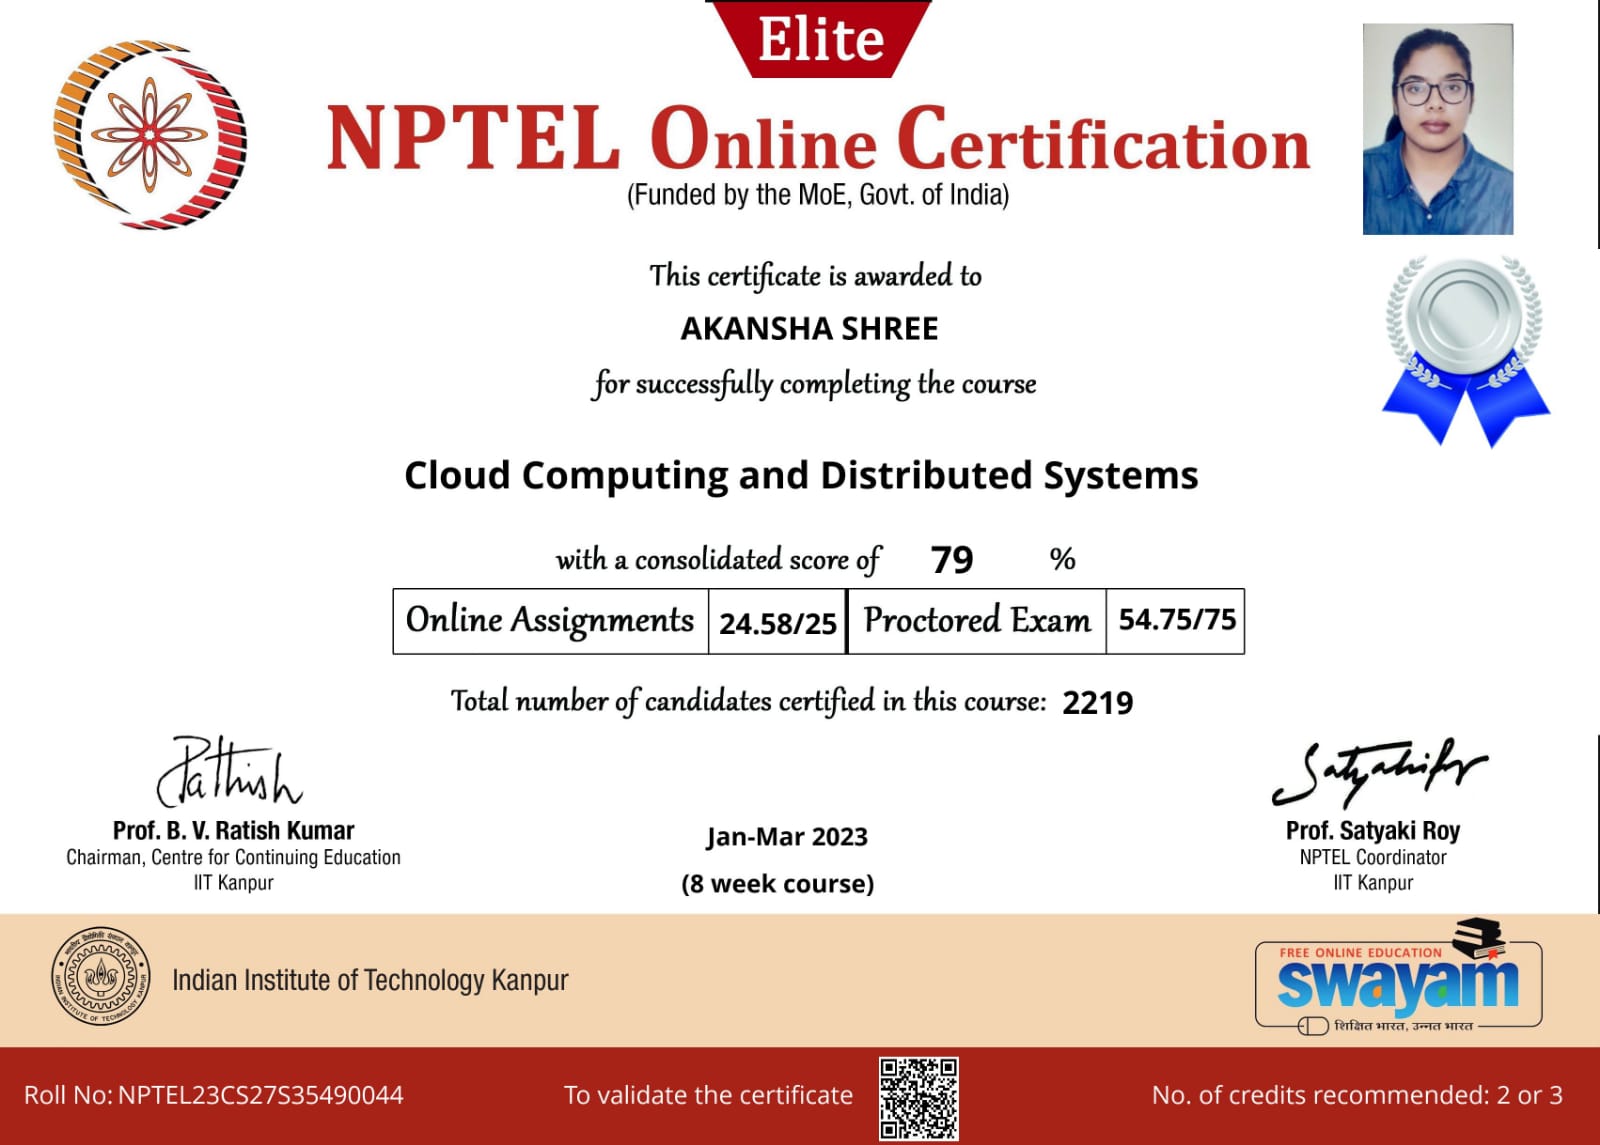 Elite
NPTEL Online Certification
(Funded by the MoE, Govt. of India)
This certificate is awarded to
AKANSHA SHREE
for successfully completing the course
Cloud Computing and Distributed Systems
with a consolidated score of 79 %
Online Assignments 24.58/25 Proctored Exam 54.75/75
Total number of candidates certified in this course: 2219
Prof. B. V. Ratish Kumar
Chairman, Centre for Continuing Education
IIT Kanpur
Jan-Mar 2023
(8 week course)
Prof. Satyaki Roy
NPTEL Coordinator
IIT Kanpur
INDIAN INSTITUTE OF TECHNOLOGY KANPUR
Indian Institute of Technology Kanpur
FREE ONLINE EDUCATION
swayam
शिक्षित भारत, उन्नत भारत
Roll No: NPTEL23CS27S35490044
To validate the certificate
No. of credits recommended: 2 or 3